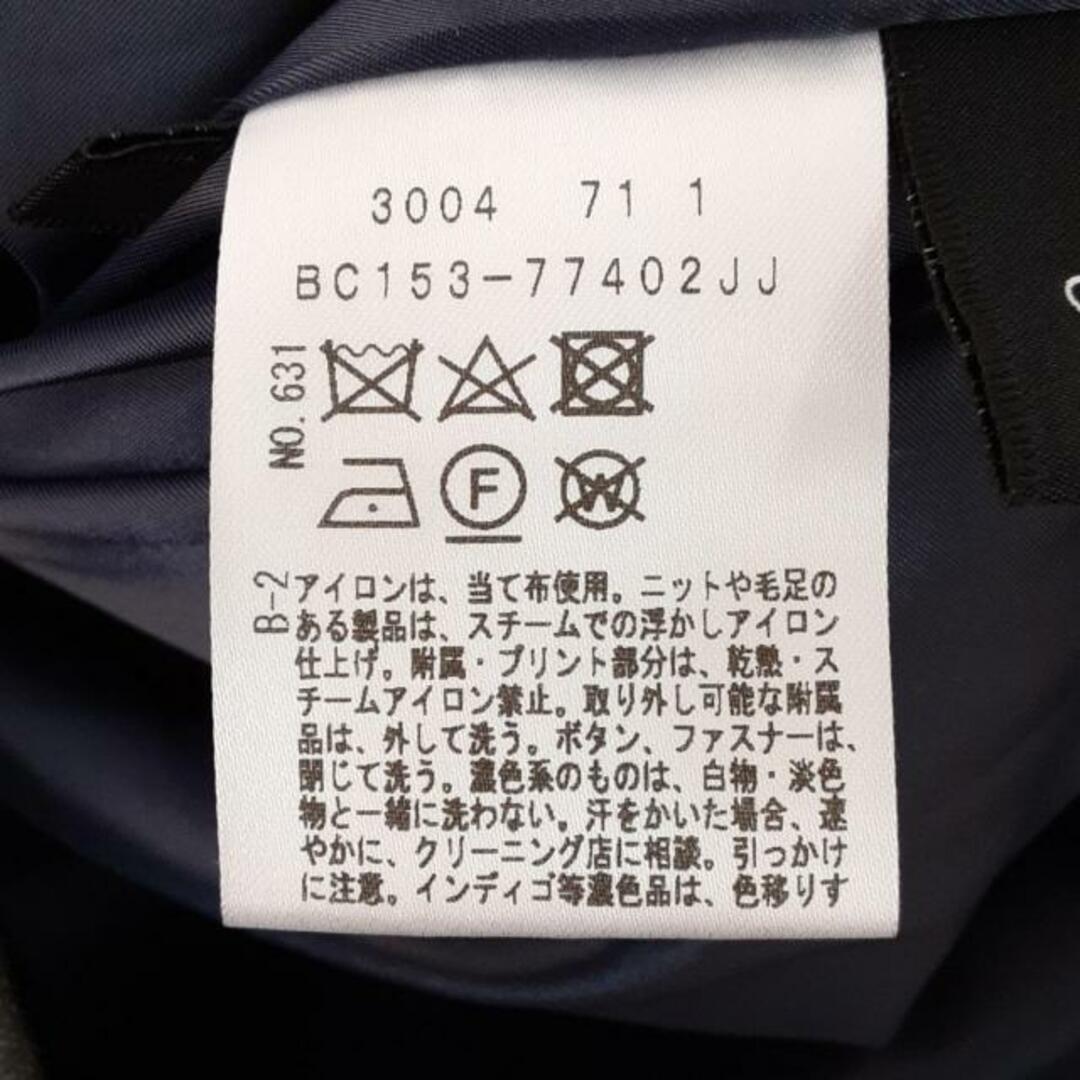 3004 71 1
BC153-77402JJ
NO.631
F
W
B-2
アイロンは、当て布使用。ニットや毛足の
ある製品は、スチームでの浮かしアイロン
仕上げ。附属・プリント部分は、乾熱・ス
チームアイロン禁止。取り外し可能な附属
品は、外して洗う。ボタン、ファスナーは、
閉じて洗う。濃色系のものは、白物・淡色
物と一緒に洗わない。汗をかいた場合、速
やかに、クリーニング店に相談。引っかけ
に注意。インディゴ等濃色品は、色移りす